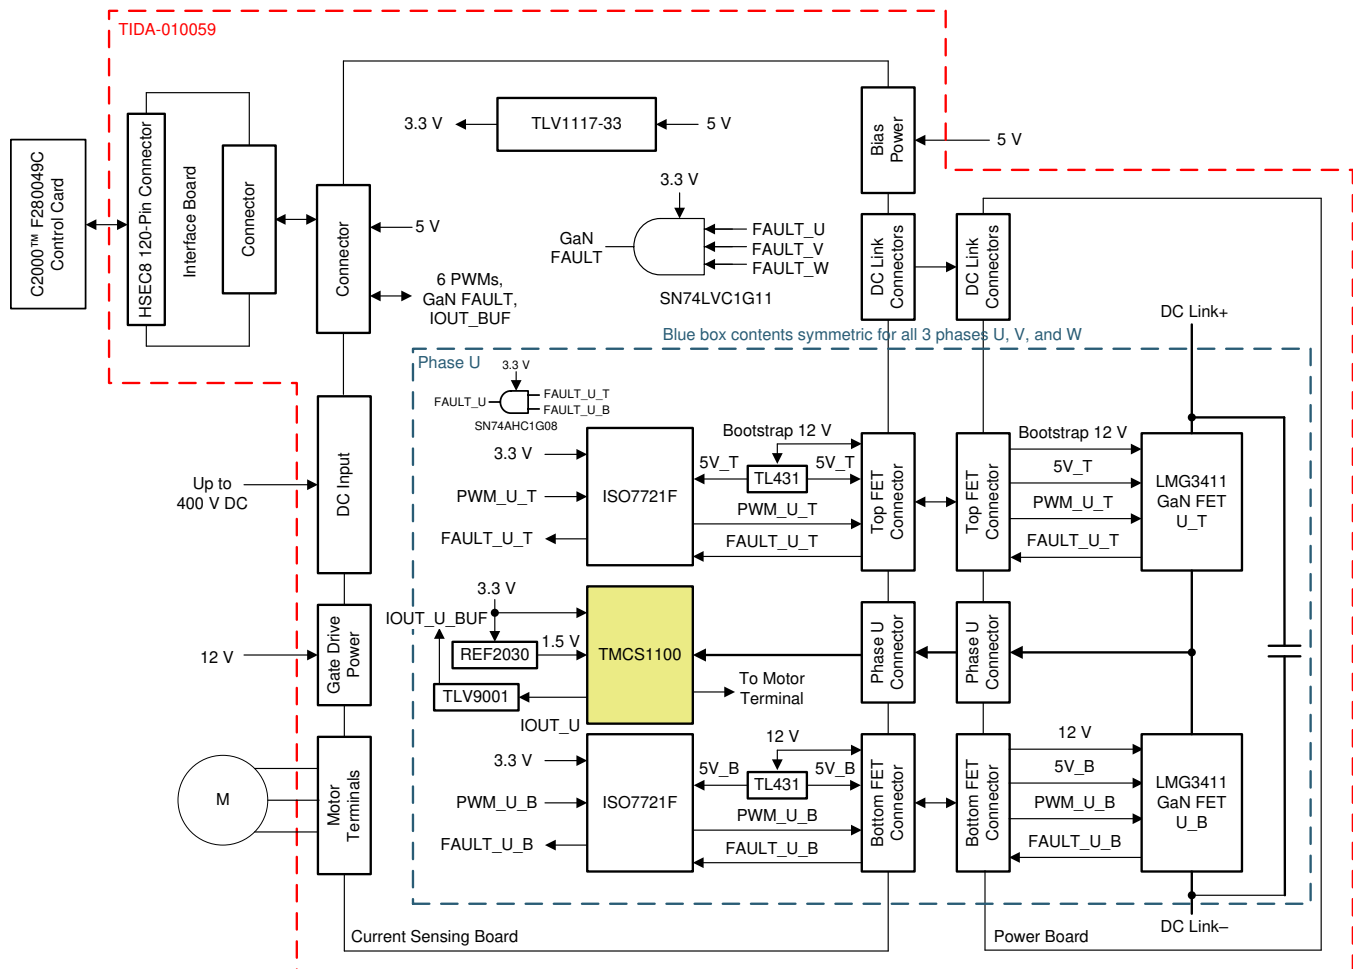 TIDA-010059
C2000™ F280049C
Control Card
HSEC8 120-Pin Connector
Interface Board
Connector
Connector
3.3 V
TLV1117-33
5 V
Bias
Power
5 V
5 V
6 PWMs,
GaN FAULT,
IOUT_BUF
3.3 V
GaN
FAULT
FAULT_U
FAULT_V
FAULT_W
SN74LVC1G11
DC Link
Connectors
DC Link
Connectors
DC Link+
Blue box contents symmetric for all 3 phases U, V, and W
Phase U
3.3 V
FAULT_U
FAULT_U_T
FAULT_U_B
SN74AHC1G08
Up to
400 V DC
DC Input
3.3 V
PWM_U_T
FAULT_U_T
ISO7721F
Bootstrap 12 V
5V_T
TL431
5V_T
PWM_U_T
FAULT_U_T
Top FET
Connector
Top FET
Connector
Bootstrap 12 V
5V_T
PWM_U_T
FAULT_U_T
LMG3411
GaN FET
U_T
12 V
Gate Drive
Power
3.3 V
IOUT_U_BUF
REF2030
1.5 V
TLV9001
IOUT_U
TMCS1100
To Motor
Terminal
Phase U
Connector
Phase U
Connector
M
Motor
Terminals
3.3 V
PWM_U_B
FAULT_U_B
ISO7721F
12 V
5V_B
TL431
5V_B
PWM_U_B
FAULT_U_B
Bottom FET
Connector
Bottom FET
Connector
12 V
5V_B
PWM_U_B
FAULT_U_B
LMG3411
GaN FET
U_B
DC Link–
Current Sensing Board
Power Board